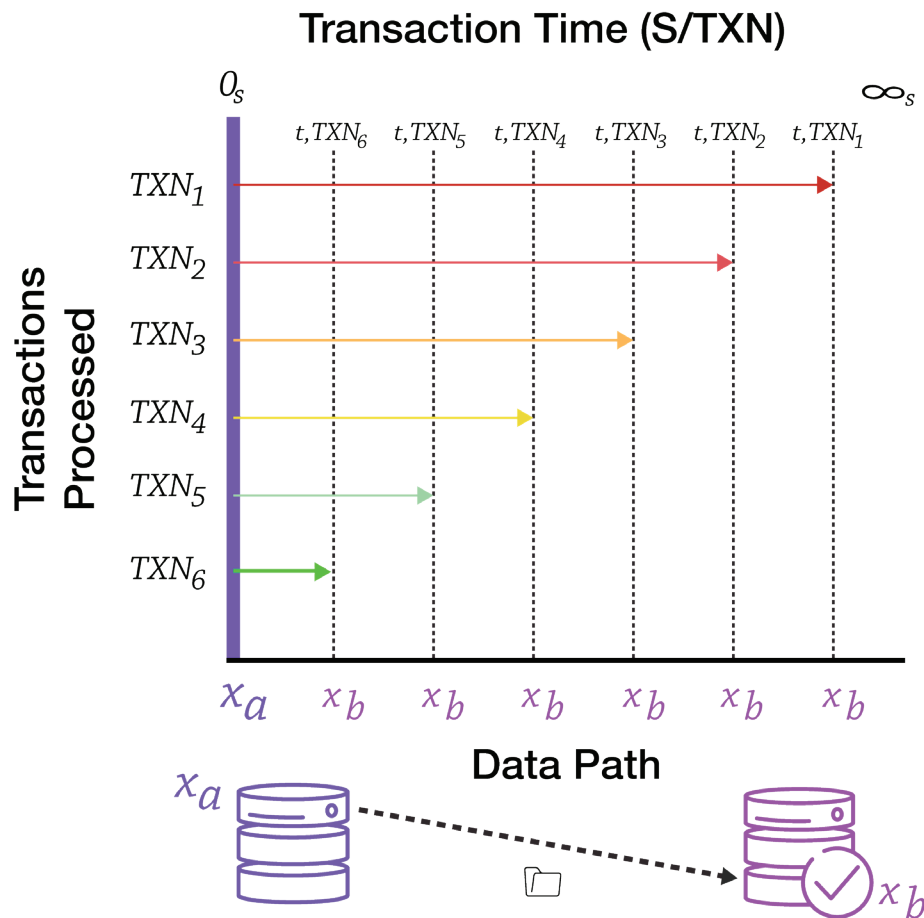 Transaction Time (S/TXN)
0s
∞s
t,TXN6 t,TXN5 t,TXN4 t,TXN3 t,TXN2 t,TXN1
TXN1
TXN2
TXN3
TXN4
TXN5
TXN6
Transactions
Processed
xa xb xb xb xb xb xb
Data Path
xa
xb